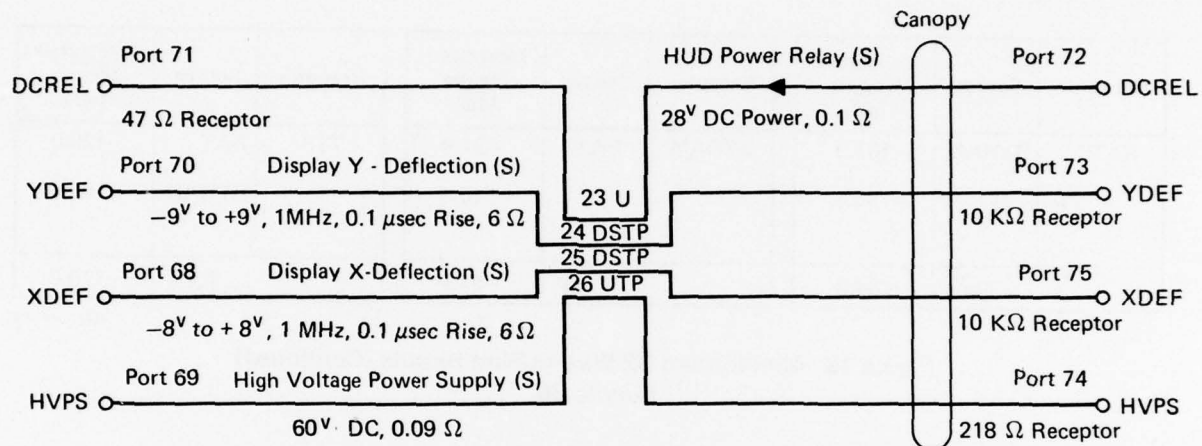 Canopy
Port 71
HUD Power Relay (S)
Port 72
DCREL
DCREL
47 Ω Receptor
28V DC Power, 0.1 Ω
Port 70
Display Y - Deflection (S)
Port 73
23 U
YDEF
YDEF
−9V to +9V, 1MHz, 0.1 μsec Rise, 6 Ω
10 KΩ Receptor
24 DSTP
25 DSTP
Port 68
Display X-Deflection (S)
26 UTP
Port 75
XDEF
XDEF
−8V to + 8V, 1 MHz, 0.1 μsec Rise, 6Ω
10 KΩ Receptor
Port 69
High Voltage Power Supply (S)
Port 74
HVPS
HVPS
60V DC, 0.09 Ω
218 Ω Receptor